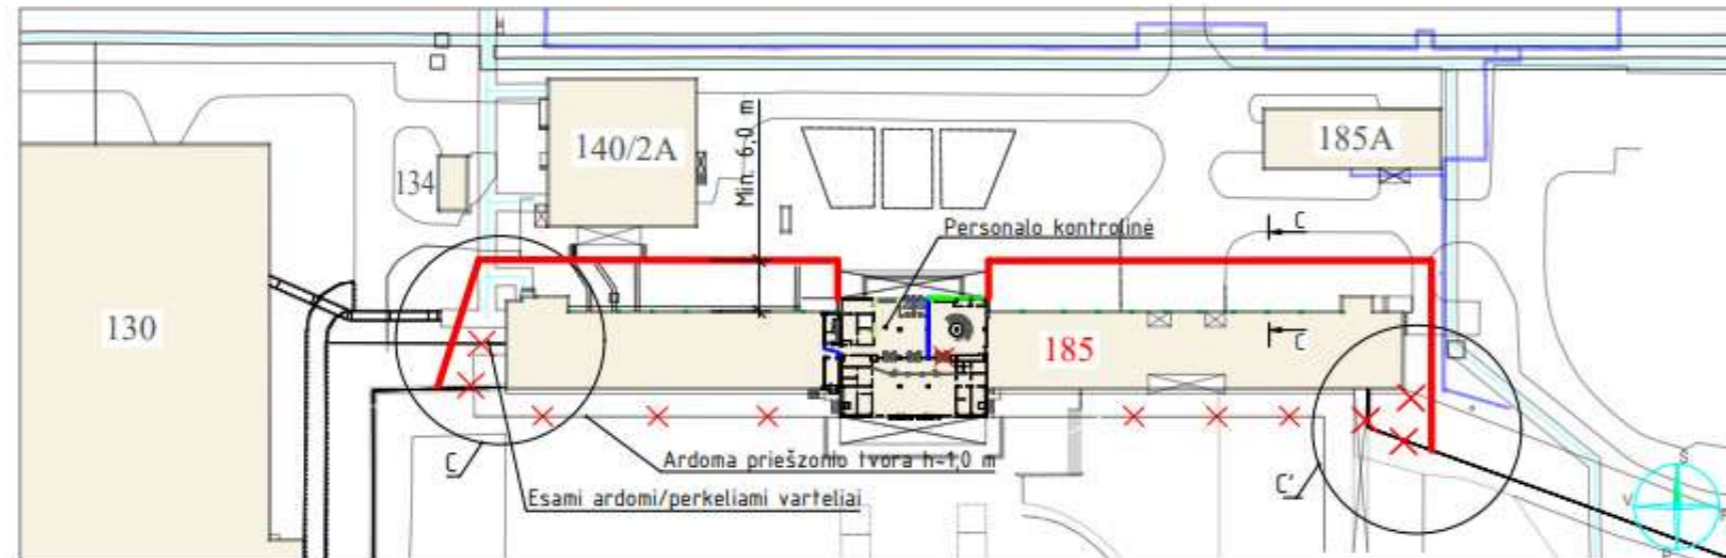 140/2A
134
Min. 6,0 m
185A
Personalo kontrolinė
C
130
185
C
C
Ardoma priešzonio tvora h-1,0 m
Esami ardomi/perkeliami varteliai
C'
Š
V